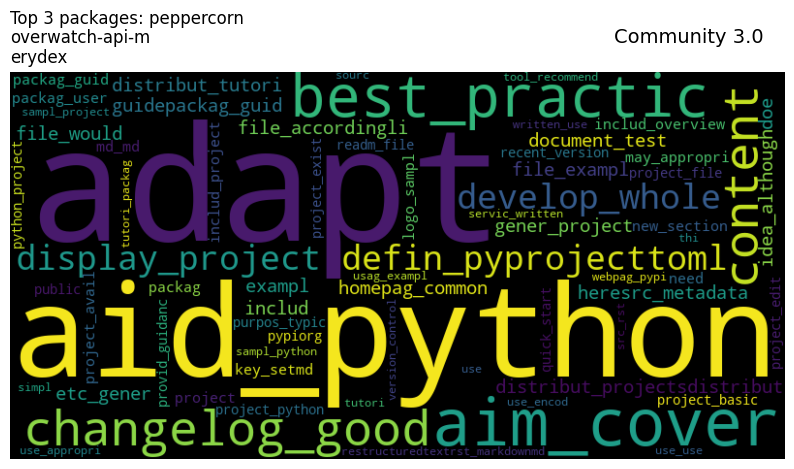 Top 3 packages: peppercorn
overwatch-api-m
erydex
Community 3.0
packag_guid
distribut_tutori
sourc
best_practic
tool_recommend
packag_user
guidepackag_guid
sampl_project
file_would
file_accordingli
written_use
includ_overview
md_md
readm_file
document_test
recent_version
may_appropri
content
idea_althoughdoe
python_project
tutori_packag
adapt
includ_project
project_exist
logo_sampl
file_exampl
project_file
develop_whole
servic_written
gener_project
new_section
thi
display_project
defin_pyprojecttoml
usag_exampl
webpag_pypi
need
public
project_avail
packag
exampl
homepag_common
heresrc_metadata
aid_python
provid_guidanc
includ
purpos_typic
pypiorg
sampl_python
key_setmd
version_control
use
quick_start
src_rst
project_edit
simpl
etc_gener
project
distribut_projectsdistribut
project_python
tutori
use_encod
project_basic
changelog_good
aim_cover
use_appropri
restructuredtextrst_markdownmd
use_use